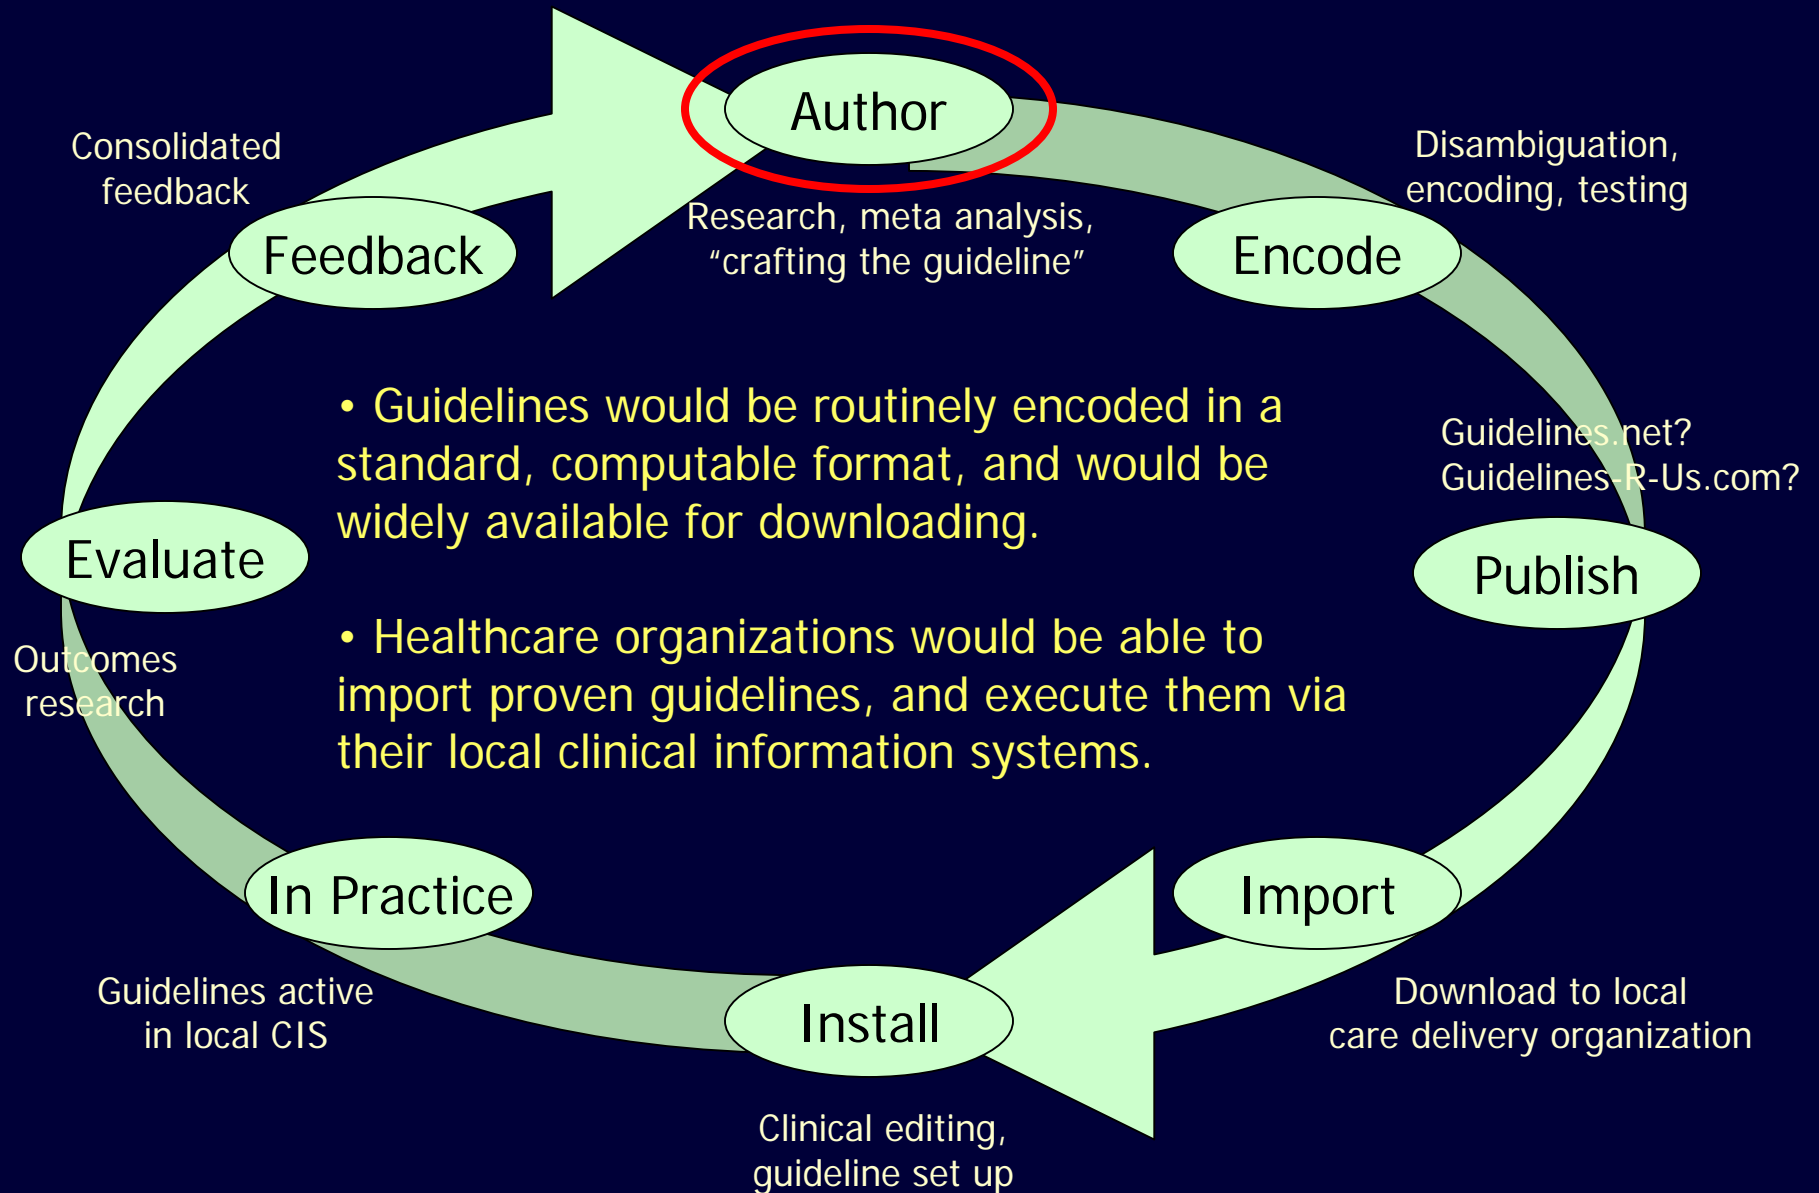 Author
Research, meta analysis,
“crafting the guideline”
Encode
Disambiguation,
encoding, testing
Publish
Guidelines.net?
Guidelines-R-Us.com?
Import
Download to local
care delivery organization
Install
Clinical editing,
guideline set up
In Practice
Guidelines active
in local CIS
Evaluate
Outcomes
research
Feedback
Consolidated
feedback
• Guidelines would be routinely encoded in a
standard, computable format, and would be
widely available for downloading.
• Healthcare organizations would be able to
import proven guidelines, and execute them via
their local clinical information systems.